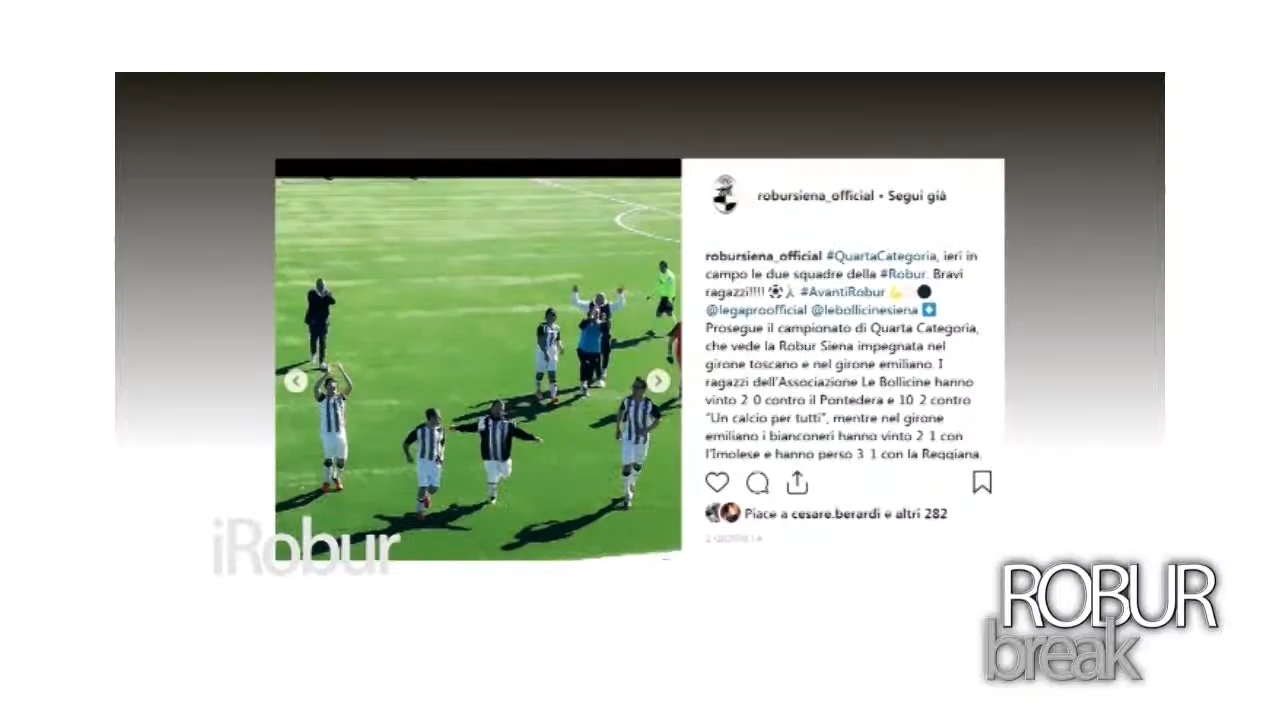 robursiena_official • Segui già
robursiena_official #QuartaCategoria, ieri in
campo le due squadre della #Robur. Bravi
ragazzi!!!! #AvantiRobur
@legaproofficial @lebollicinesiena
Prosegue il campionato di Quarta Categoria,
che vede la Robur Siena impegnata nel
girone toscano e nel girone emiliano. I
ragazzi dell'Associazione Le Bollicine hanno
vinto 2 0 contro il Pontedera e 10 2 contro
"Un calcio per tutti", mentre nel girone
emiliano i bianconeri hanno vinto 2 1 con
l'Imolese e hanno perso 3 1 con la Reggiana.
Piace a cesare.berardi e altri 282
2 GIORNI FA
iRobur
ROBUR
break